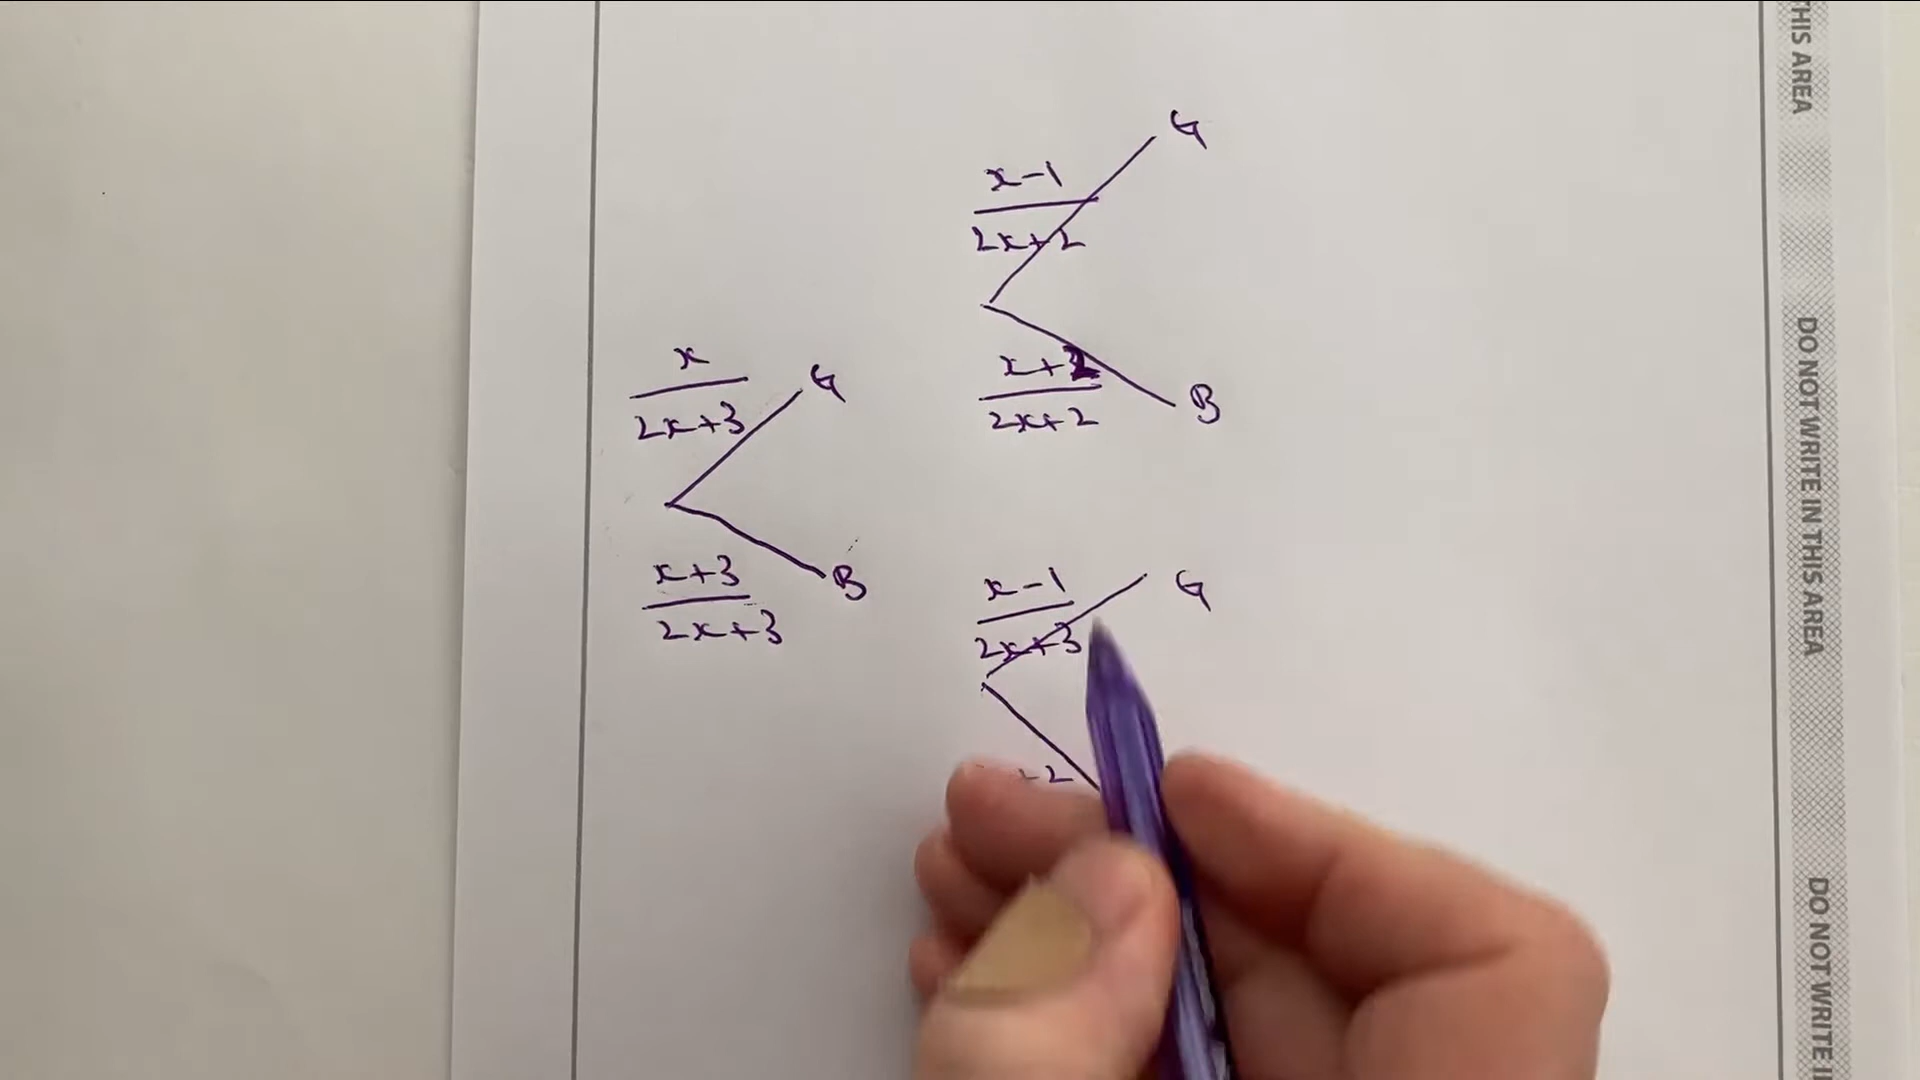 G
x-1
2x+2
x+2
2x+2
B
x
2x+3
G
x+3
2x+3
B
x-1
2x+3
G
THIS AREA
DO NOT WRITE IN THIS AREA
DO NOT WRITE